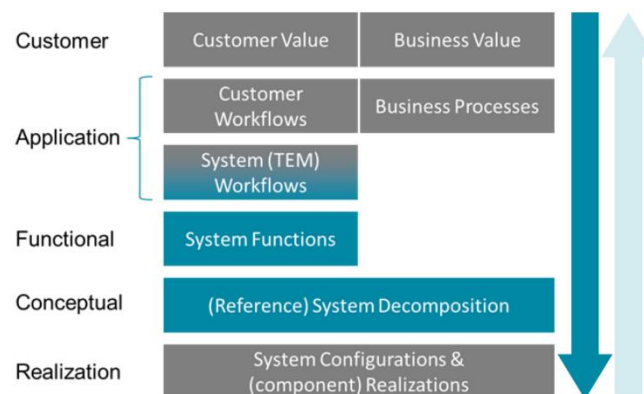 Customer
Customer Value
Business Value
Application
Customer
Workflows
Business Processes
System (TEM)
Workflows
Functional
System Functions
Conceptual
(Reference) System Decomposition
Realization
System Configurations &
(component) Realizations